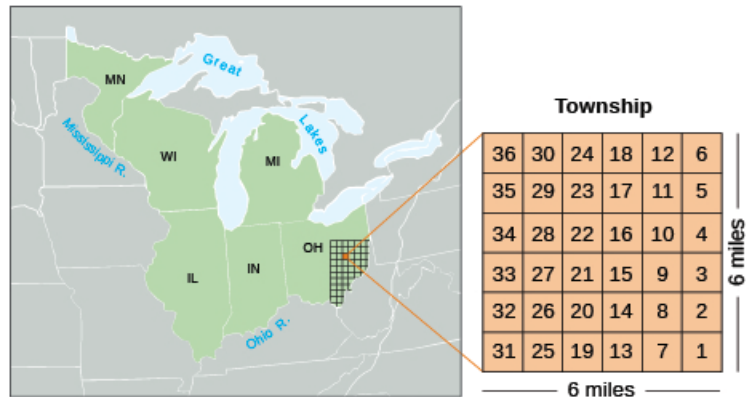 MN
Great
Mississippi R.
Lakes
WI
MI
OH
IL
IN
Ohio R.
Township
36 30 24 18 12 6
35 29 23 17 11 5
34 28 22 16 10 4
33 27 21 15 9 3
32 26 20 14 8 2
31 25 19 13 7 1
6 miles
6 miles